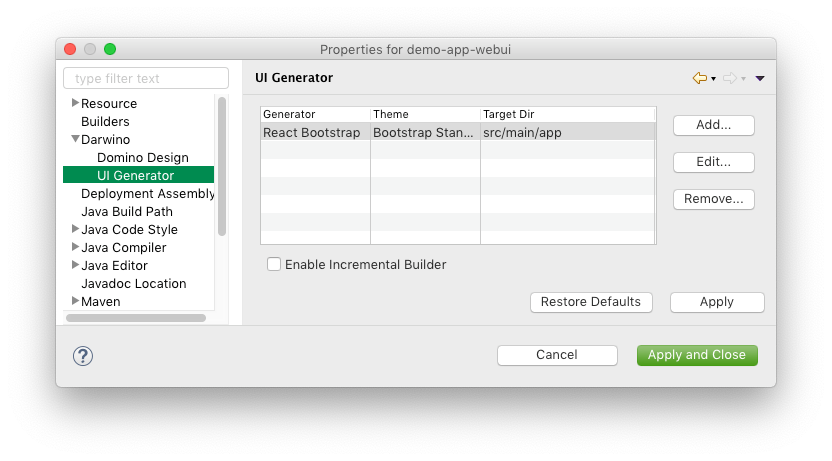 Properties for demo-app-webui
type filter text
Resource
Builders
Darwino
Domino Design
UI Generator
Deployment Assembly
Java Build Path
Java Code Style
Java Compiler
Java Editor
Javadoc Location
Maven
UI Generator
Generator Theme Target Dir
React Bootstrap Bootstrap Stan... src/main/app
Add...
Edit...
Remove...
Enable Incremental Builder
Restore Defaults Apply
? Cancel Apply and Close